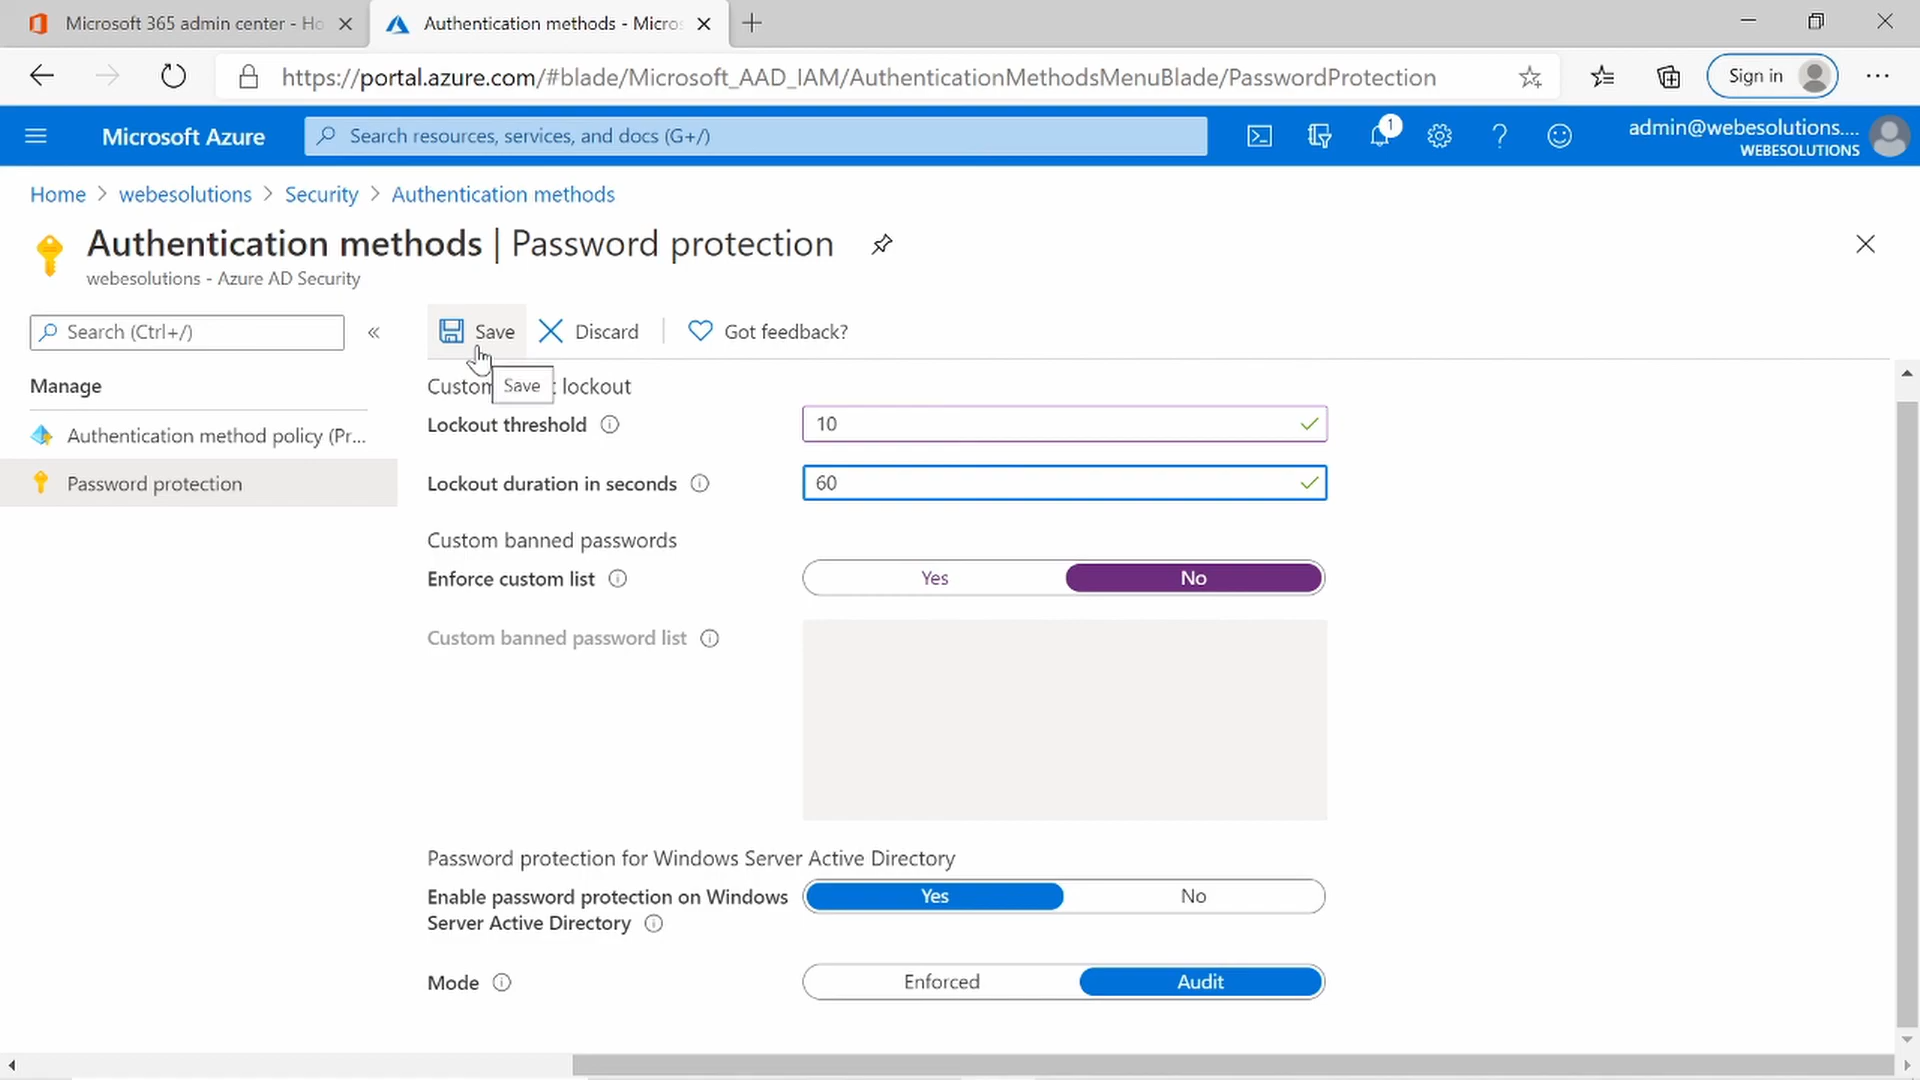 Microsoft 365 admin center - Ho
Authentication methods - Micros
https://portal.azure.com/#blade/Microsoft_AAD_IAM/AuthenticationMethodsMenuBlade/PasswordProtection
Sign in
Microsoft Azure
Search resources, services, and docs (G+/)
1
admin@webesolutions....
WEBESOLUTIONS
Home > webesolutions > Security > Authentication methods
Authentication methods | Password protection
webesolutions - Azure AD Security
Search (Ctrl+/)
«
Save
Discard
Got feedback?
Manage
Authentication method policy (Pr...
Password protection
Custom
Save
lockout
Lockout threshold
10
Lockout duration in seconds
60
Custom banned passwords
Enforce custom list
Yes
No
Custom banned password list
Password protection for Windows Server Active Directory
Enable password protection on Windows
Server Active Directory
Yes
No
Mode
Enforced
Audit